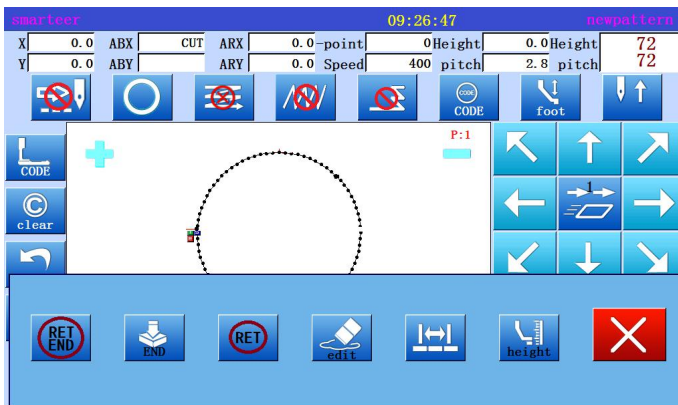 smarteer 09:26:47 newpattern
X 0.0 ABX CUT ARX 0.0 -point 0 Height 0.0 Height 72
Y 0.0 ABY ARY 0.0 Speed 400 pitch 2.8 pitch 72
CODE
CODE foot
P:1
CODE
1
C
clear
RET
END
END
RET
edit
height